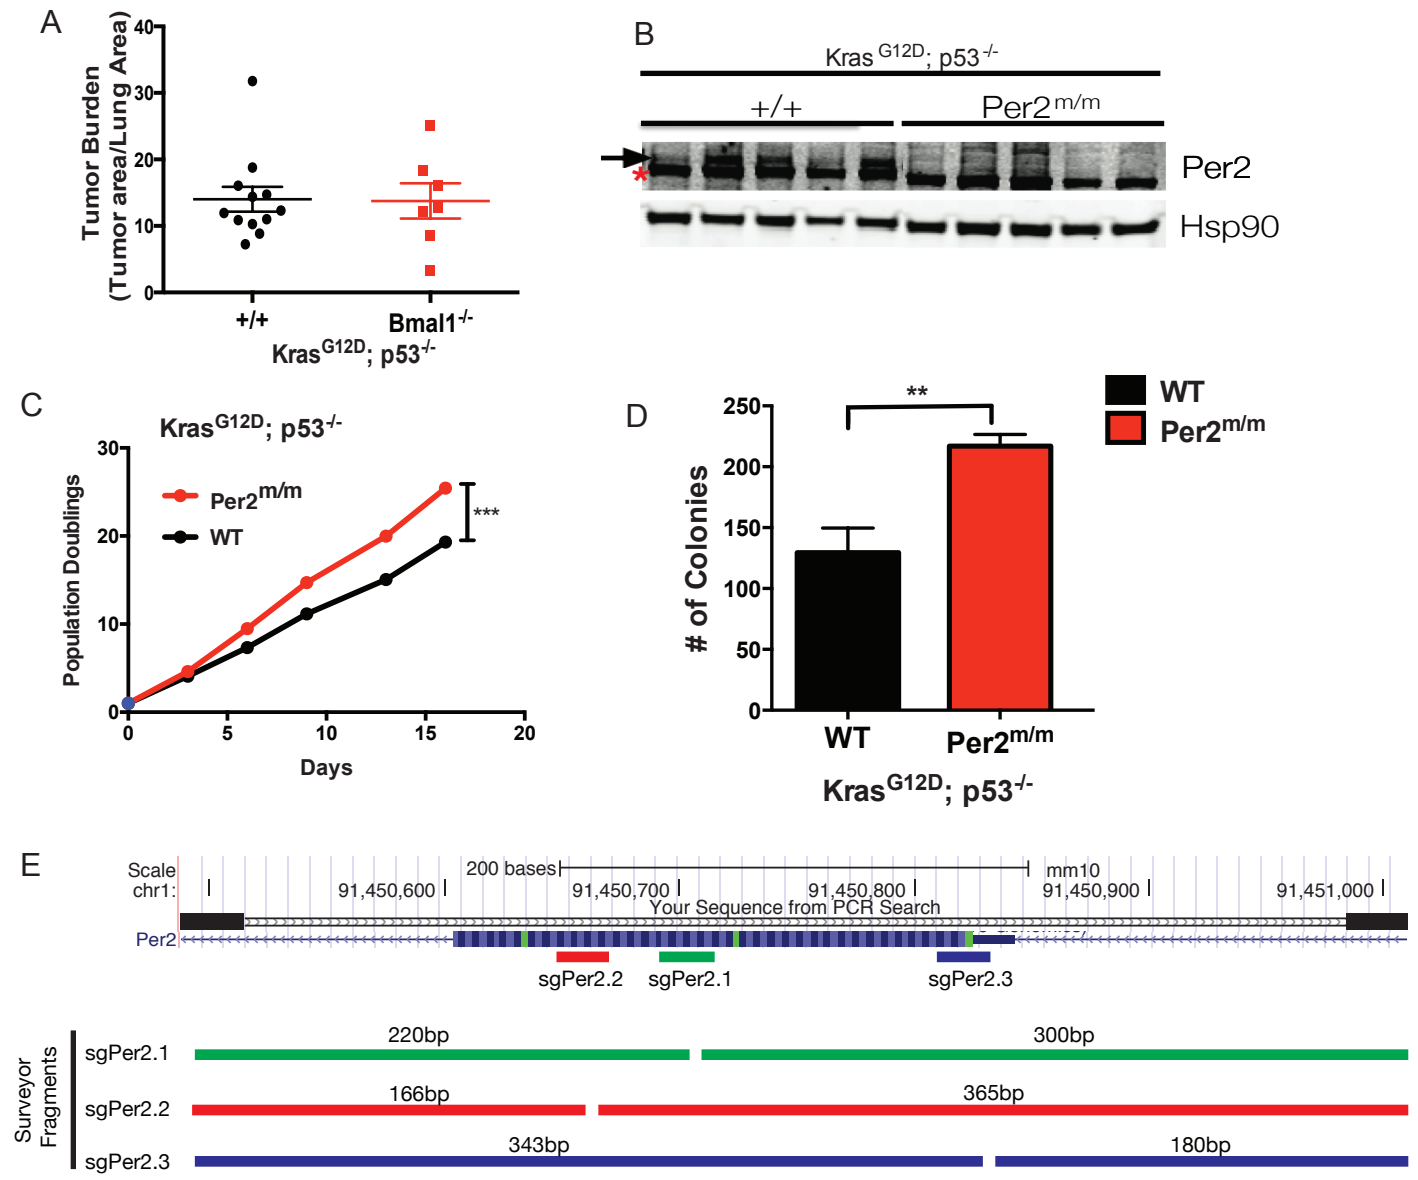 A
Tumor Burden
(Tumor area/Lung Area)
40
30
20
10
0
+/+
Bmal1-/-
KrasG12D; p53-/-
B
Kras G12D; p53-/-
+/+
Per2m/m
*
Per2
Hsp90
C
KrasG12D; p53-/-
Population Doublings
30
20
10
0
Per2m/m
WT
***
0 5 10 15 20
Days
D
# of Colonies
250
200
150
100
50
0
**
WT
Per2m/m
WT
Per2m/m
KrasG12D; p53-/-
E
Scale
200 bases
mm10
chr1:
91,450,600
91,450,700
91,450,800
91,450,900
91,451,000
Your Sequence from PCR Search
Per2
sgPer2.2
sgPer2.1
sgPer2.3
Surveyor
Fragments
sgPer2.1
220bp
300bp
sgPer2.2
166bp
365bp
sgPer2.3
343bp
180bp